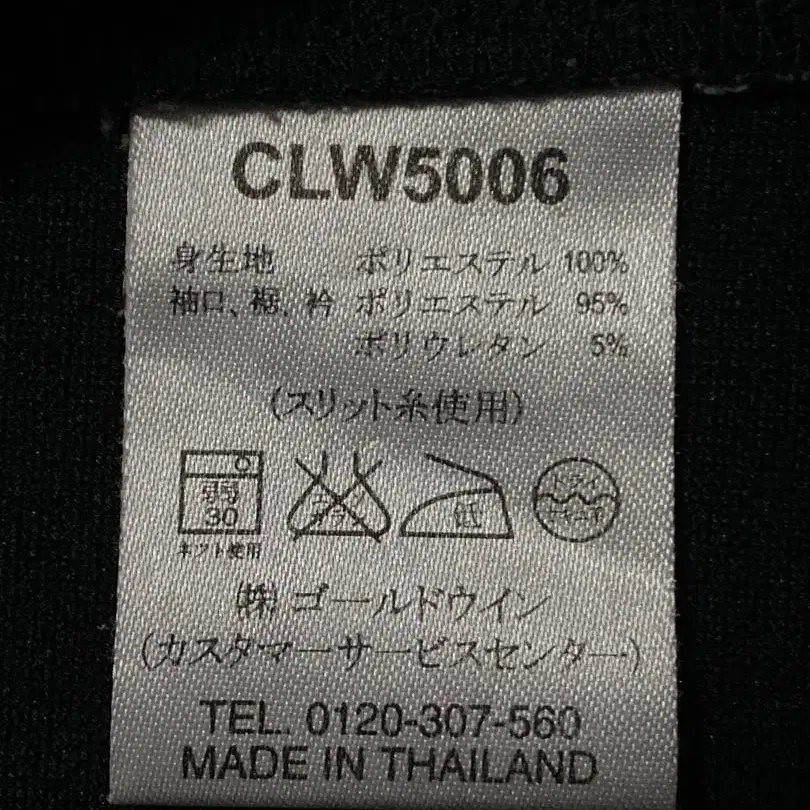 CLW5006
身生地 ポリエステル 100%
袖口、裾、衿 ポリエステル 95%
ポリウレタン 5%
(スリット糸使用)
弱 30 低 ドライ
ネット使用
㈱ゴールドウイン
(カスタマーサービスセンター)
TEL. 0120-307-560
MADE IN THAILAND